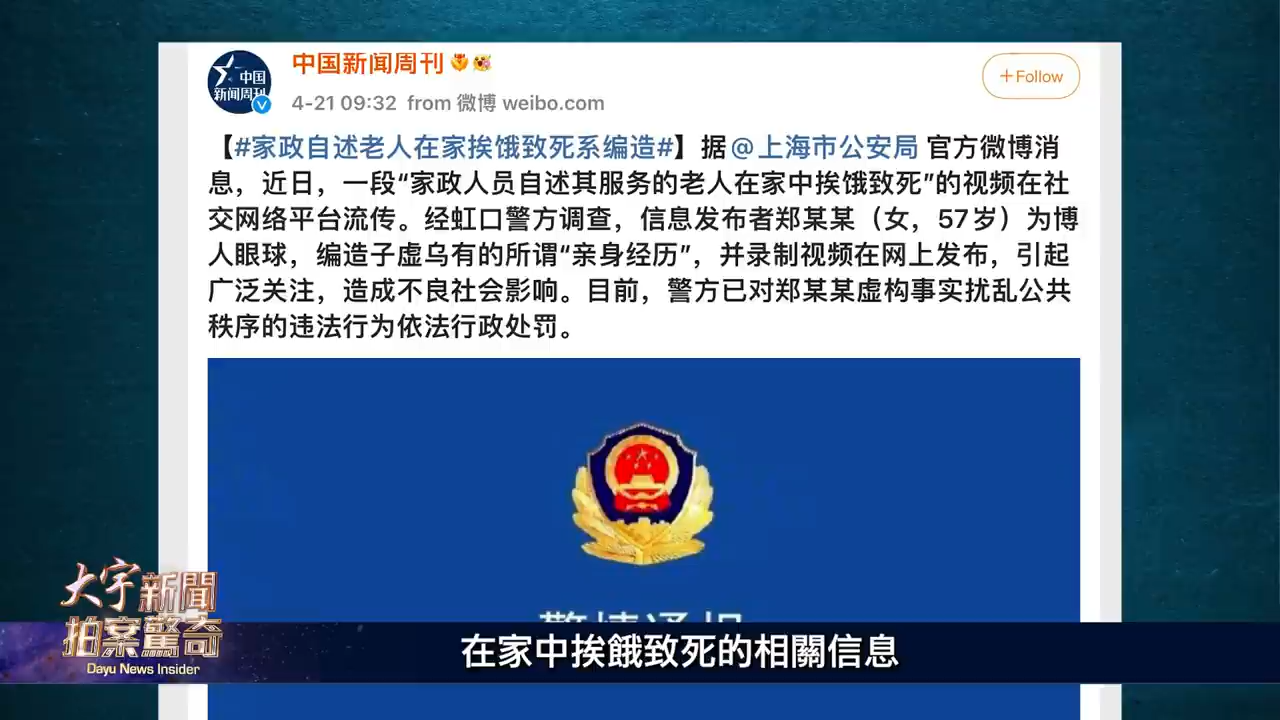 中国新闻周刊
中国
新闻周刊
+Follow
4-21 09:32 from 微博 weibo.com
【#家政自述老人在家挨饿致死系编造#】据@上海市公安局 官方微博消
息，近日，一段“家政人员自述其服务的老人在家中挨饿致死”的视频在社
交网络平台流传。经虹口警方调查，信息发布者郑某某（女，57岁）为博
人眼球，编造子虚乌有的所谓“亲身经历”，并录制视频在网上发布，引起
广泛关注，造成不良社会影响。目前，警方已对郑某某虚构事实扰乱公共
秩序的违法行为依法行政处罚。
警情通报
大宇新聞
拍案驚奇
Dayu News Insider
在家中挨餓致死的相關信息